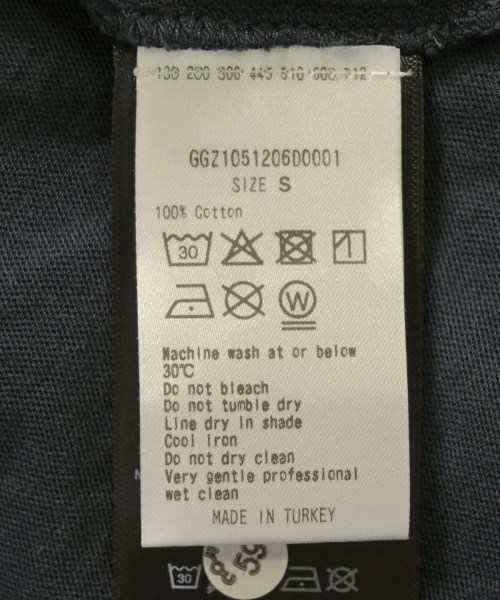 GGZ1051206D0001
SIZE S
100% Cotton
30
W
Machine wash at or below
30℃
Do not bleach
Do not tumble dry
Line dry in shade
Cool iron
Do not dry clean
Very gentle professional
wet clean
MADE IN TURKEY
30